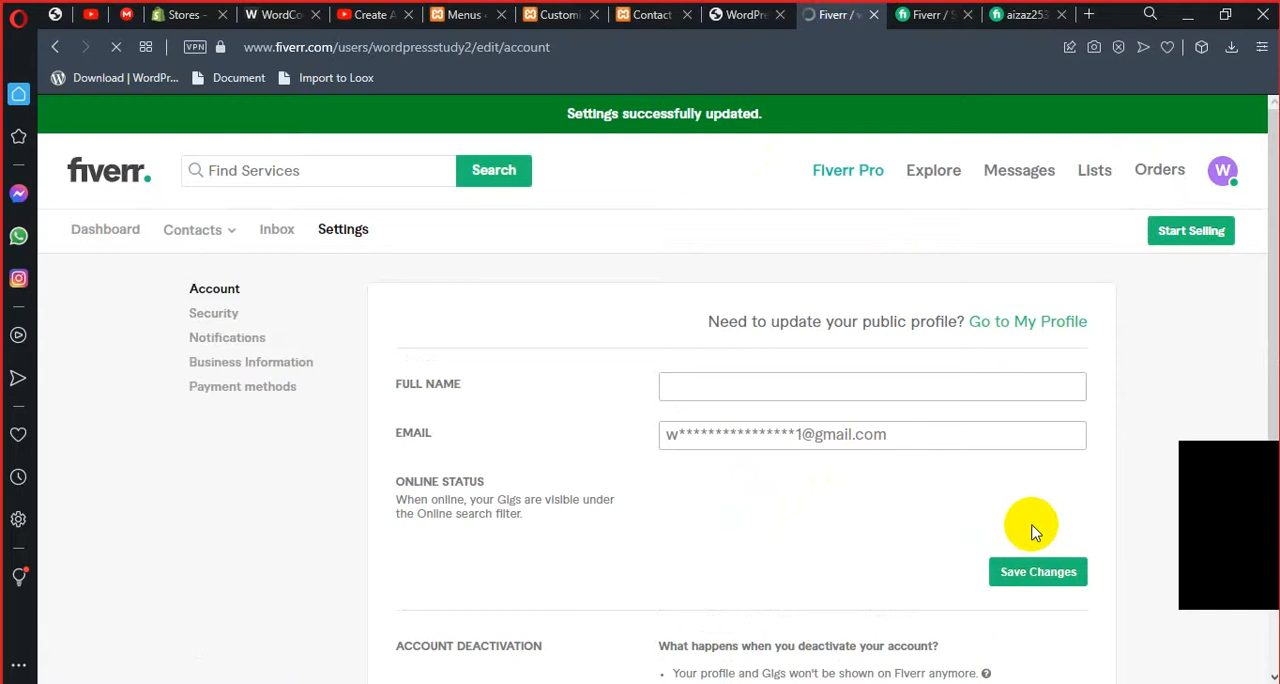 Stores -
WordCo
Create A
Menus
Customi
Contact
WordPre
Fiverr / w
Fiverr / S
aizaz253
VPN
www.fiverr.com/users/wordpressstudy2/edit/account
Download | WordPr...
Document
Import to Loox
Settings successfully updated.
fiverr.
Find Services
Search
Fiverr Pro
Explore
Messages
Lists
Orders
W
Dashboard
Contacts
Inbox
Settings
Start Selling
Account
Security
Notifications
Business Information
Payment methods
Need to update your public profile? Go to My Profile
FULL NAME
EMAIL
w****************1@gmail.com
ONLINE STATUS
When online, your Gigs are visible under
the Online search filter.
Save Changes
ACCOUNT DEACTIVATION
What happens when you deactivate your account?
• Your profile and Gigs won't be shown on Fiverr anymore.